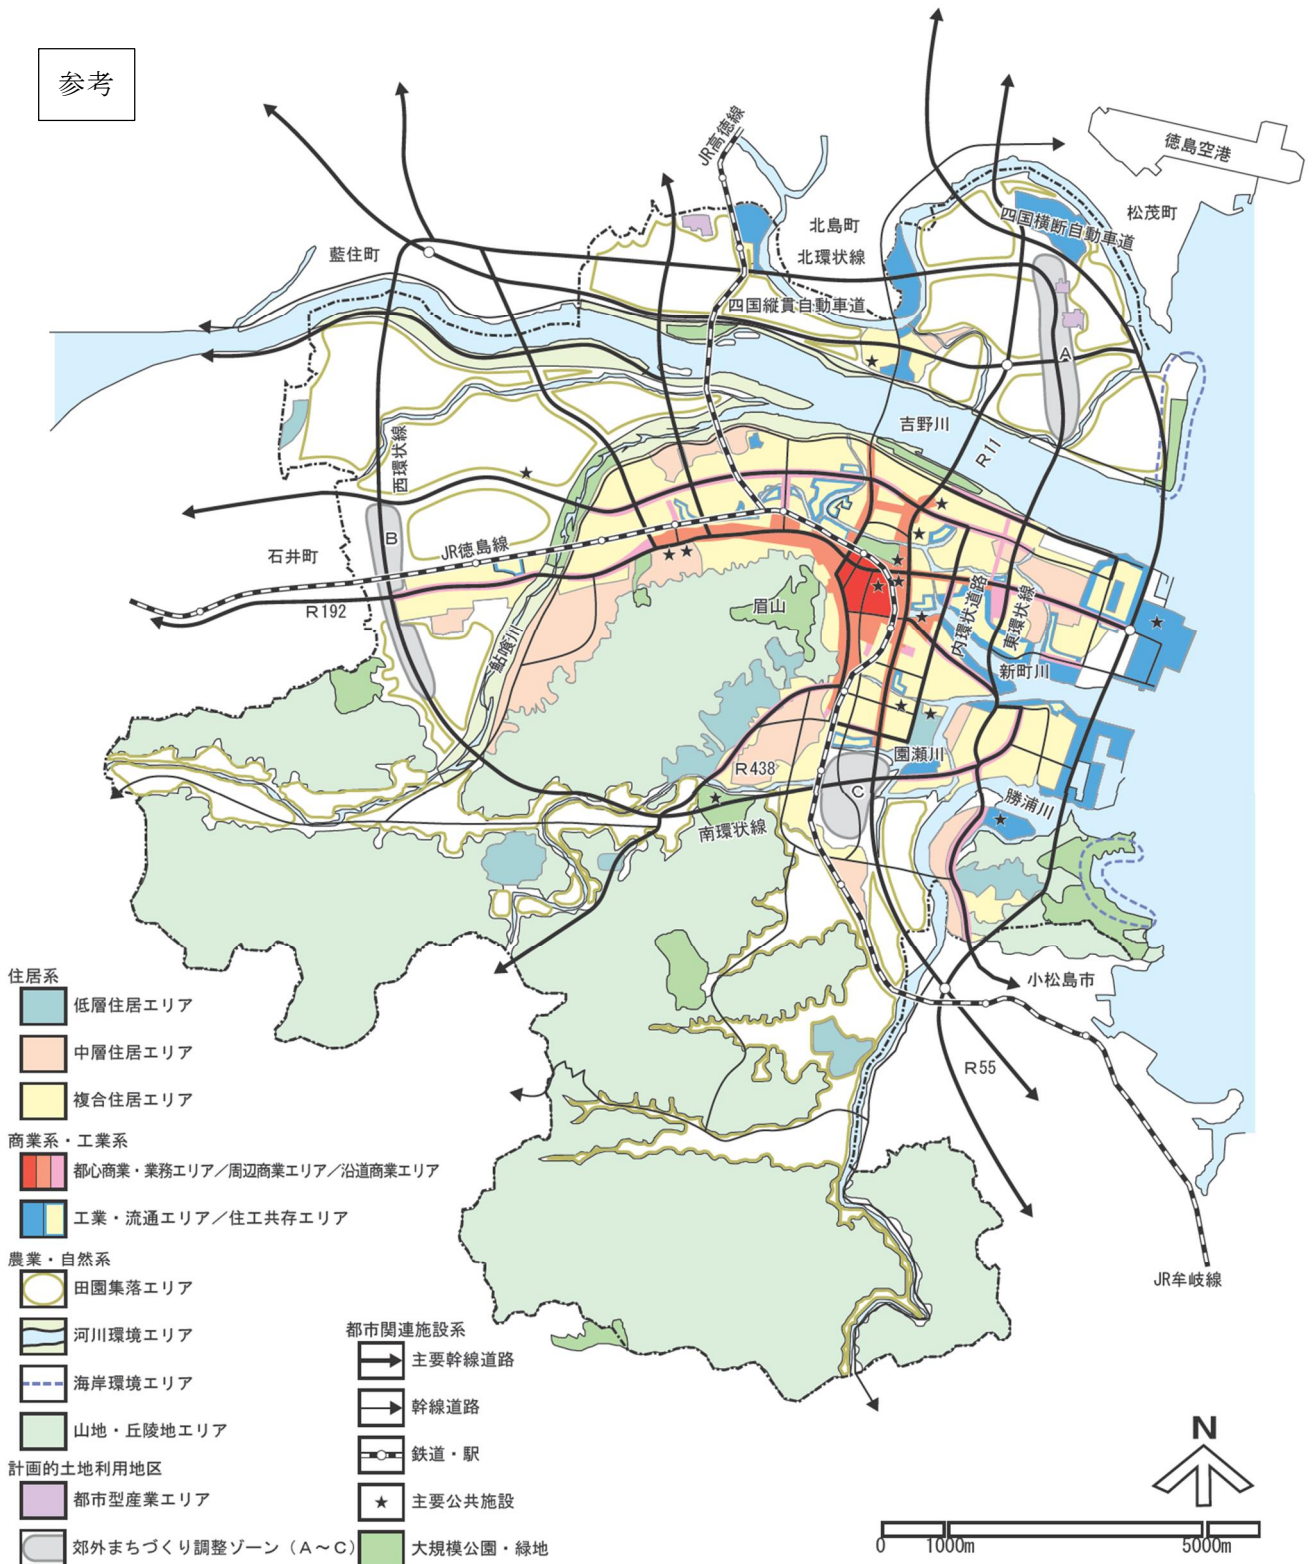 参考
JR高徳線
徳島空港
松茂町
四国横断自動車道
北島町
北環状線
藍住町
四国縦貫自動車道
A
吉野川
R11
西環状線
B
石井町
JR徳島線
R192
鮎喰川
眉山
内環状道路
東環状線
新町川
園瀬川
R438
C
勝浦川
南環状線
小松島市
R55
JR牟岐線
住居系
低層住居エリア
中層住居エリア
複合住居エリア
商業系・工業系
都心商業・業務エリア／周辺商業エリア／沿道商業エリア
工業・流通エリア／住工共存エリア
農業・自然系
田園集落エリア
河川環境エリア
海岸環境エリア
山地・丘陵地エリア
計画的土地利用地区
都市型産業エリア
郊外まちづくり調整ゾーン（A～C）
都市関連施設系
主要幹線道路
幹線道路
鉄道・駅
主要公共施設
大規模公園・緑地
N
0 1000m 5000m